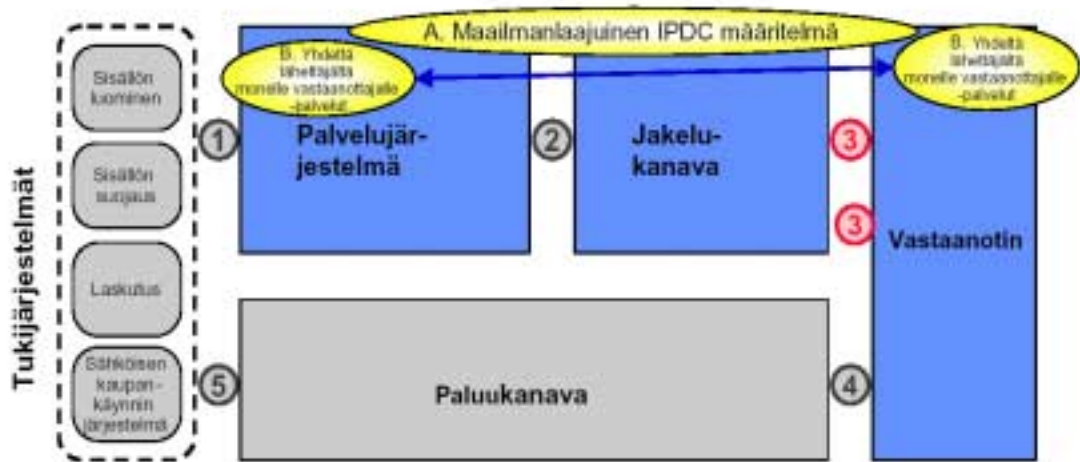 A. Maailmanlaajuinen IPDC määritelmä
B. Yhdeltä
lähettäjältä
monelle vastaanottajalle
-palvelut
B. Yhdeltä
lähettäjältä
monelle vastaanottajalle
-palvelut
Tukijärjestelmät
Sisällön
luominen
Sisällön
suojaus
Laskutus
Sähköisen
kaupan-
käynnin
järjestelmä
1
Palvelujär-
jestelmä
2
Jakelu-
kanava
3
3
Vastaanotin
5
Paluukanava
4